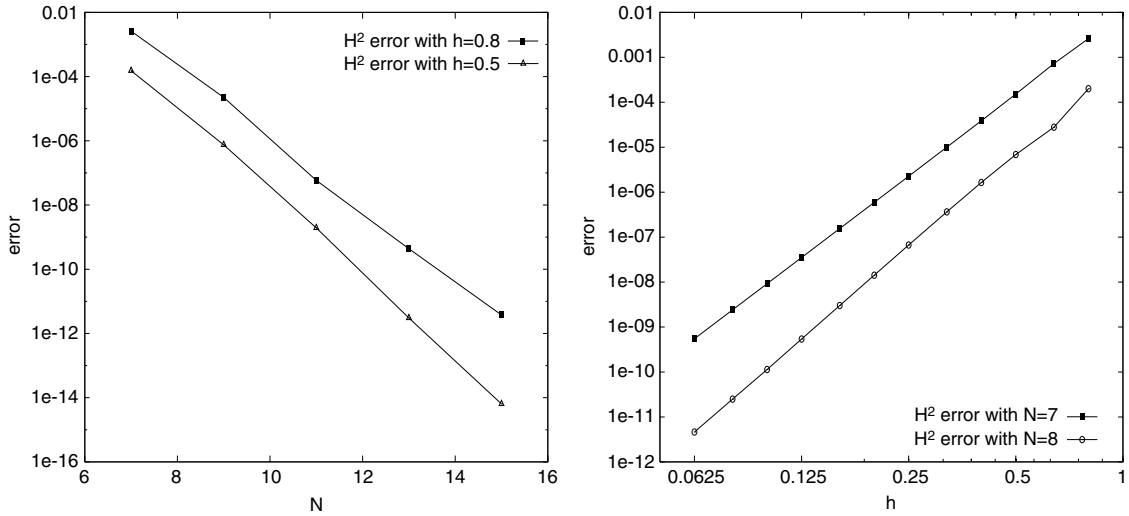 0.01
1e-04
1e-06
1e-08
1e-10
1e-12
1e-14
1e-16
6
8
10
12
14
16
error
N
H² error with h=0.8
H² error with h=0.5
0.01
0.001
1e-04
1e-05
1e-06
1e-07
1e-08
1e-09
1e-10
1e-11
1e-12
0.0625
0.125
0.25
0.5
1
error
h
H² error with N=7
H² error with N=8